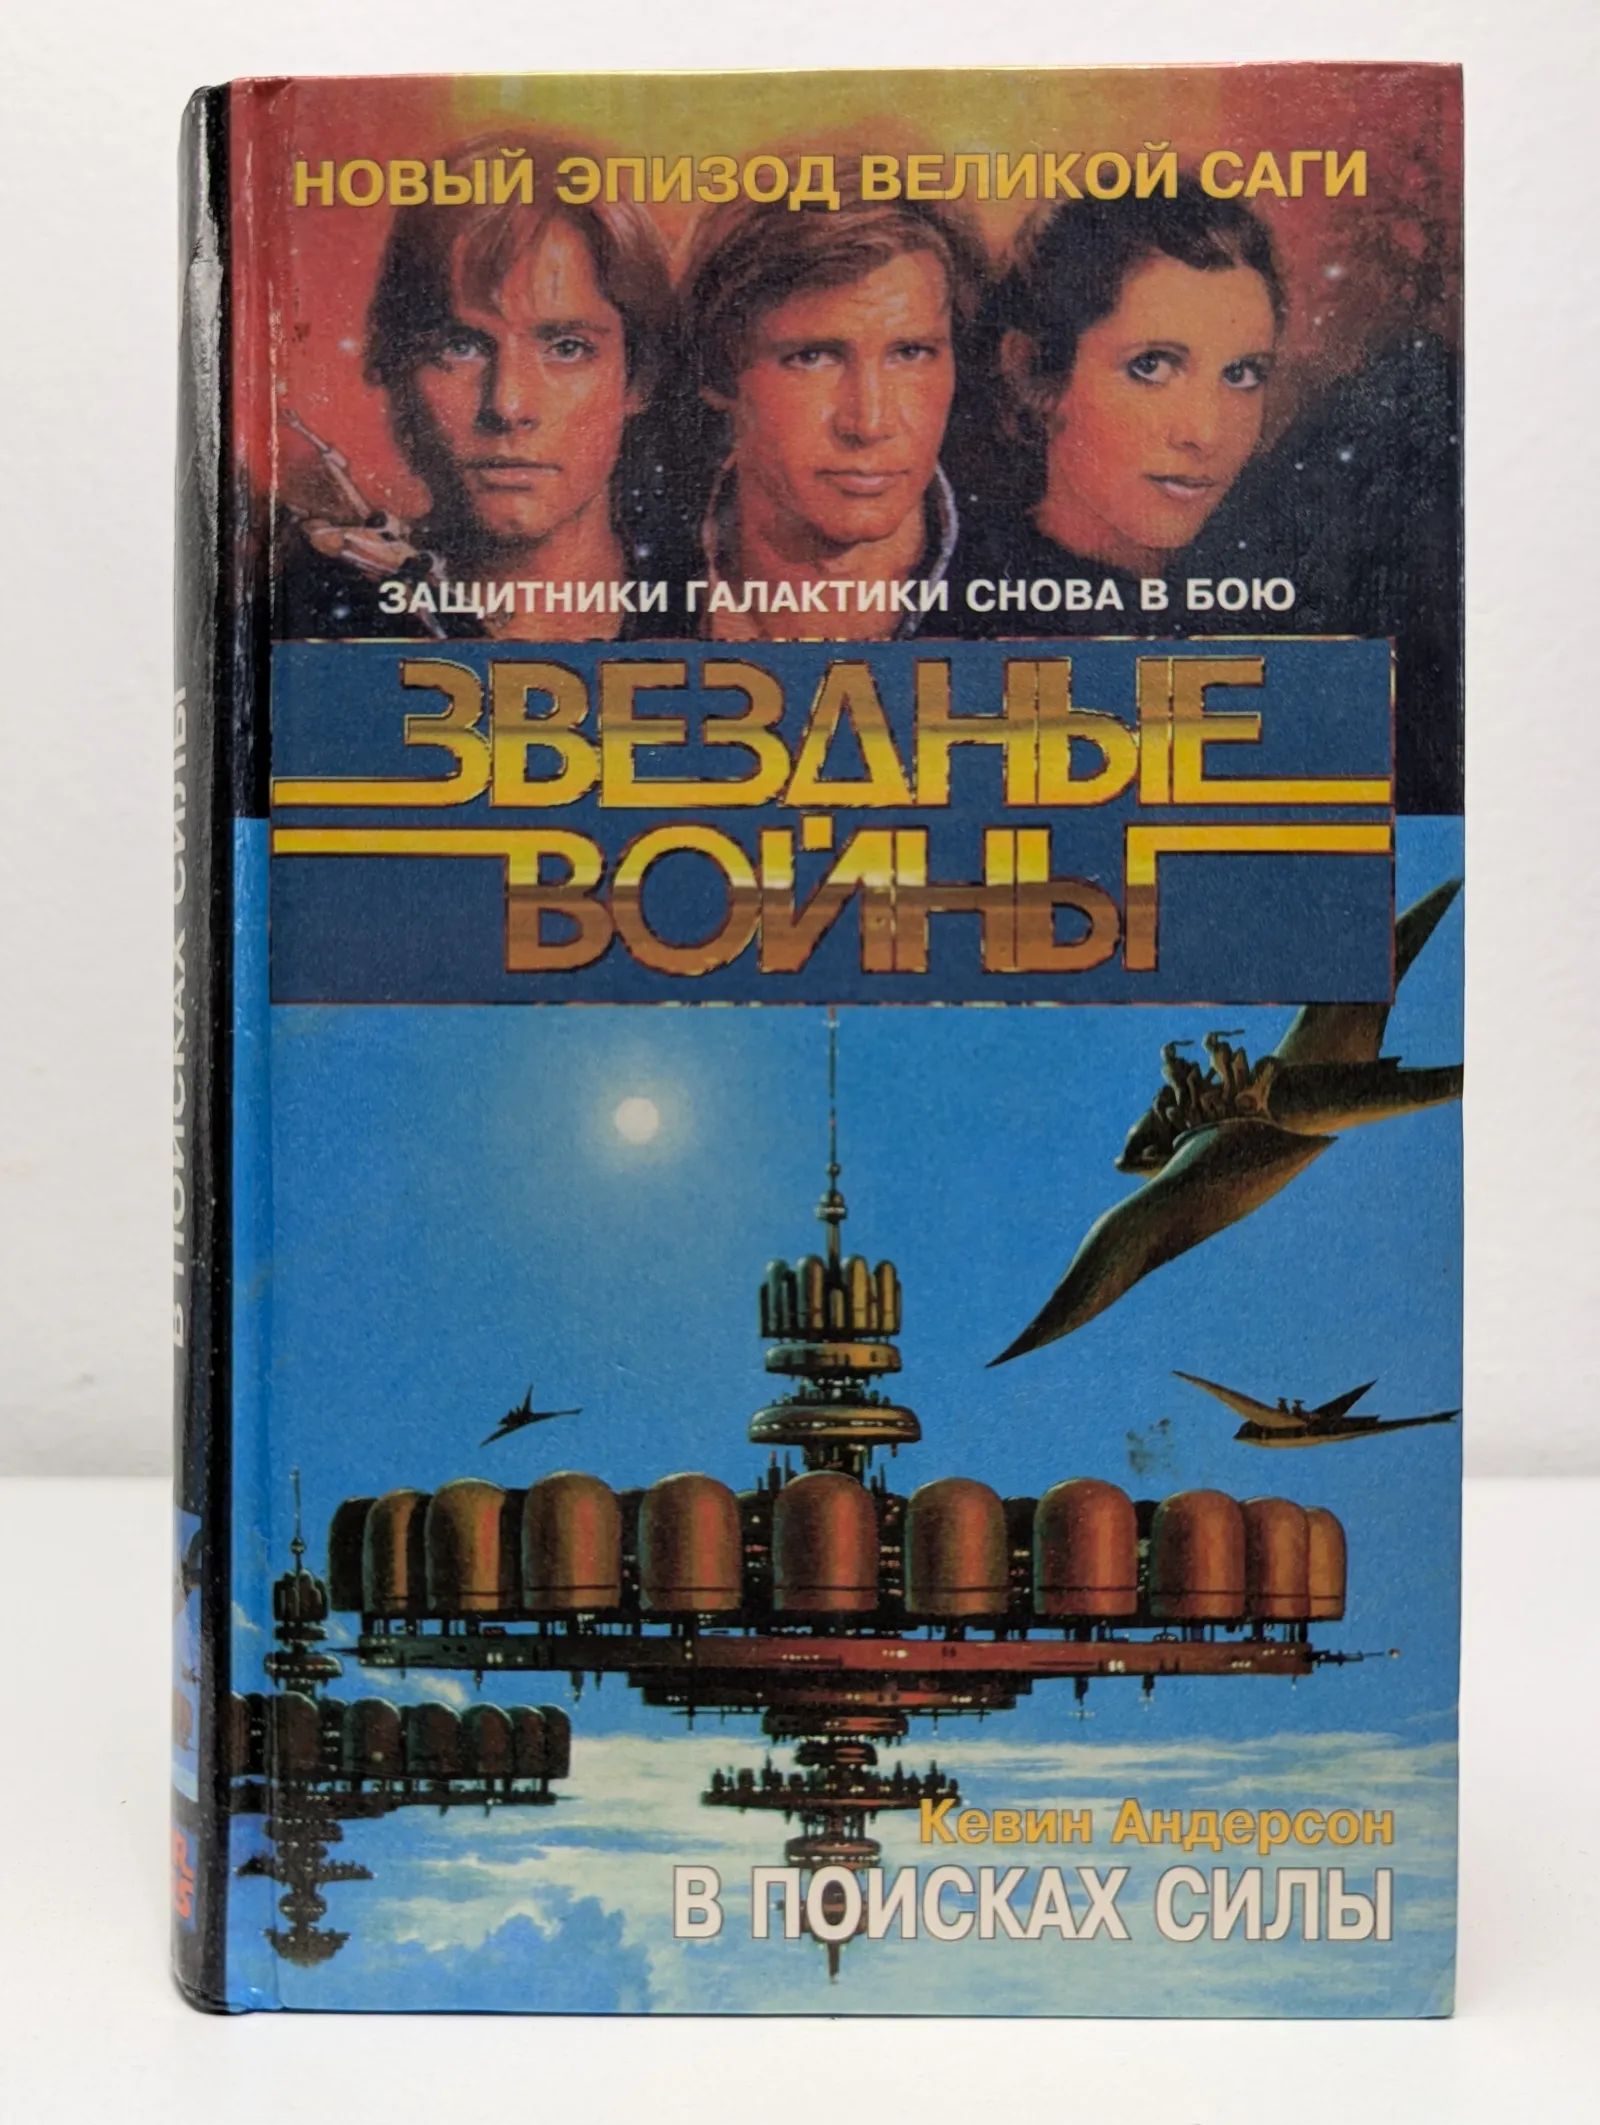 НОВЫЙ ЭПИЗОД ВЕЛИКОЙ САГИ
ЗАЩИТНИКИ ГАЛАКТИКИ СНОВА В БОЮ
ЗВЕЗДНЫЕ
ВОЙНЫ
Кевин Андерсон
В ПОИСКАХ СИЛЫ
В ПОИСКАХ СИЛЫ